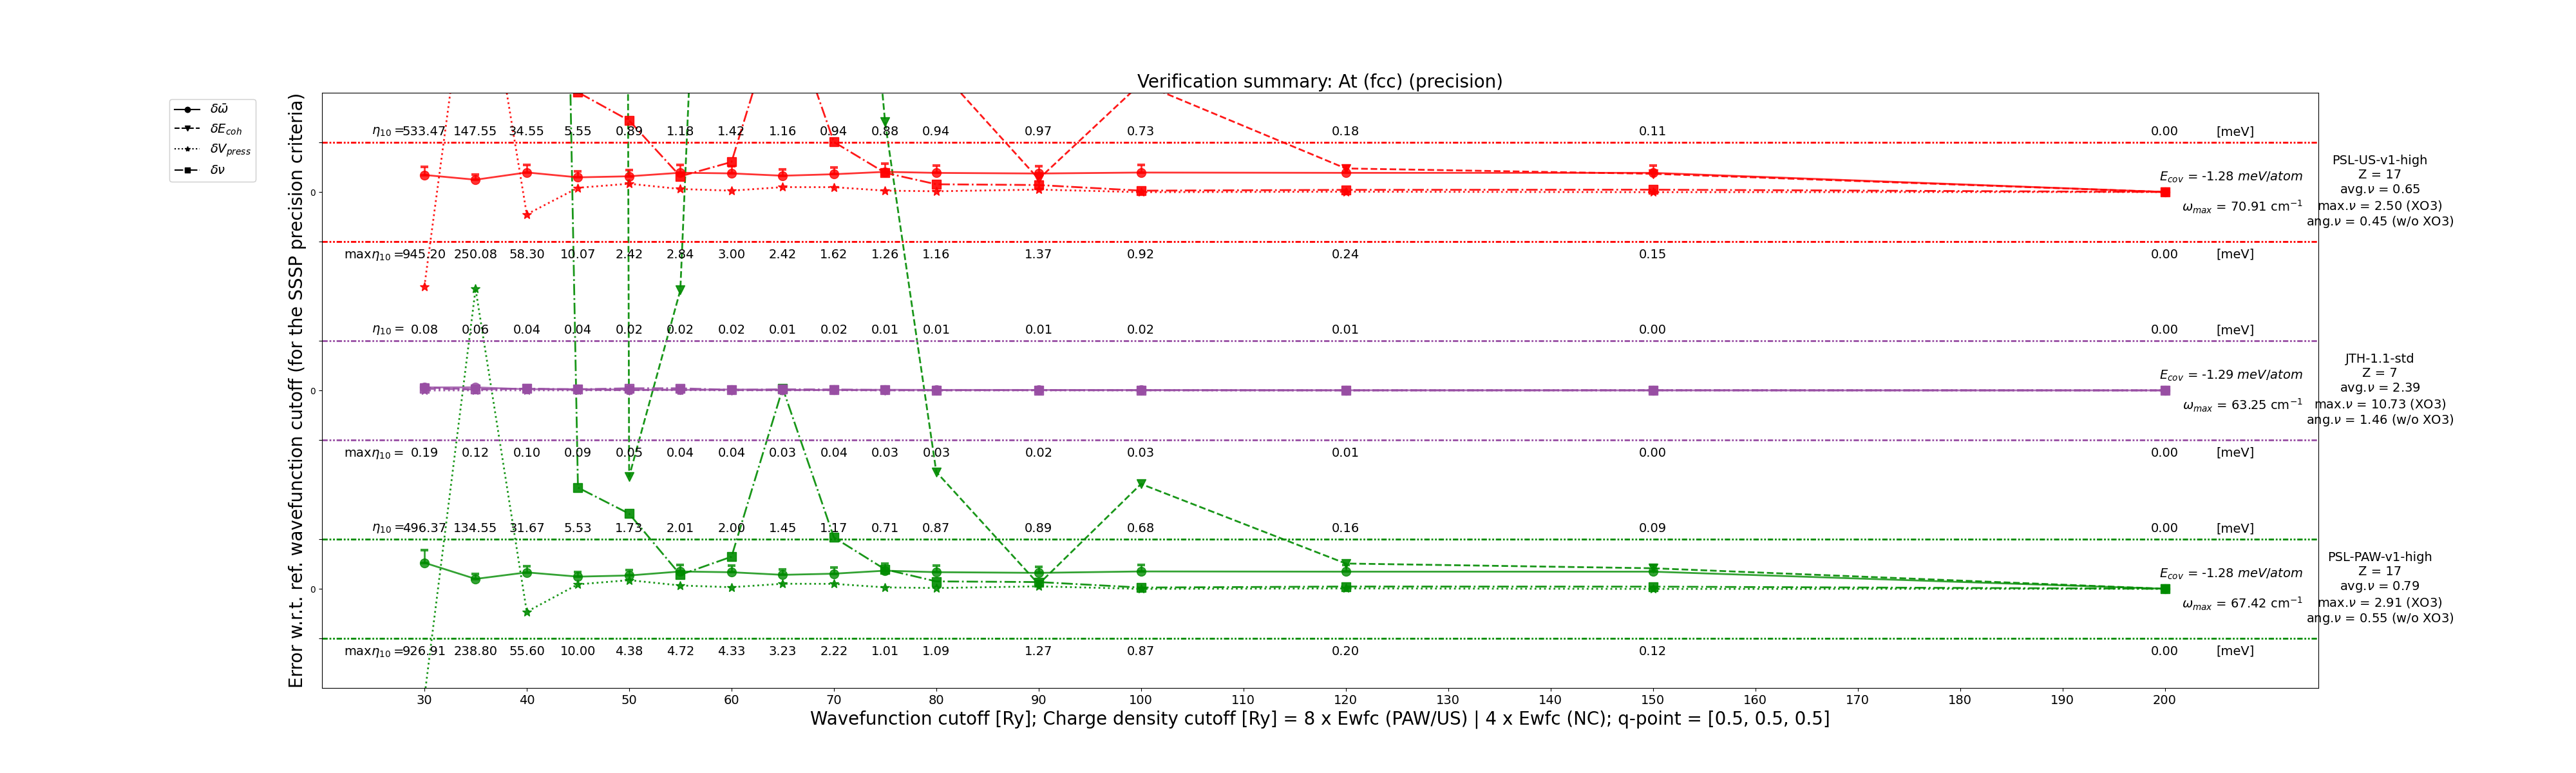 Verification summary: At (fcc) (precision)
δω̄
δE_coh
δV_press
δν
Error w.r.t. ref. wavefunction cutoff (for the SSSP precision criteria)
η₁₀ = 533.47 147.55 34.55 5.55 0.89 1.18 1.42 1.16 0.94 0.88 0.94 0.97 0.73 0.18 0.11 0.00 [meV]
0
E_cov = -1.28 meV/atom
ω_max = 70.91 cm⁻¹
PSL-US-v1-high
Z = 17
avg.ν = 0.65
max.ν = 2.50 (XO3)
ang.ν = 0.45 (w/o XO3)
maxη₁₀ = 945.20 250.08 58.30 10.07 2.42 2.84 3.00 2.42 1.62 1.26 1.16 1.37 0.92 0.24 0.15 0.00 [meV]
η₁₀ = 0.08 0.06 0.04 0.04 0.02 0.02 0.02 0.01 0.02 0.01 0.01 0.01 0.02 0.01 0.00 0.00 [meV]
0
E_cov = -1.29 meV/atom
ω_max = 63.25 cm⁻¹
JTH-1.1-std
Z = 7
avg.ν = 2.39
max.ν = 10.73 (XO3)
ang.ν = 1.46 (w/o XO3)
maxη₁₀ = 0.19 0.12 0.10 0.09 0.05 0.04 0.04 0.03 0.04 0.03 0.03 0.02 0.03 0.01 0.00 0.00 [meV]
η₁₀ = 496.37 134.55 31.67 5.53 1.73 2.01 2.00 1.45 1.17 0.71 0.87 0.89 0.68 0.16 0.09 0.00 [meV]
0
E_cov = -1.28 meV/atom
ω_max = 67.42 cm⁻¹
PSL-PAW-v1-high
Z = 17
avg.ν = 0.79
max.ν = 2.91 (XO3)
ang.ν = 0.55 (w/o XO3)
maxη₁₀ = 926.91 238.80 55.60 10.00 4.38 4.72 4.33 3.23 2.22 1.01 1.09 1.27 0.87 0.20 0.12 0.00 [meV]
30 40 50 60 70 80 90 100 110 120 130 140 150 160 170 180 190 200
Wavefunction cutoff [Ry]; Charge density cutoff [Ry] = 8 x Ewfc (PAW/US) | 4 x Ewfc (NC); q-point = [0.5, 0.5, 0.5]